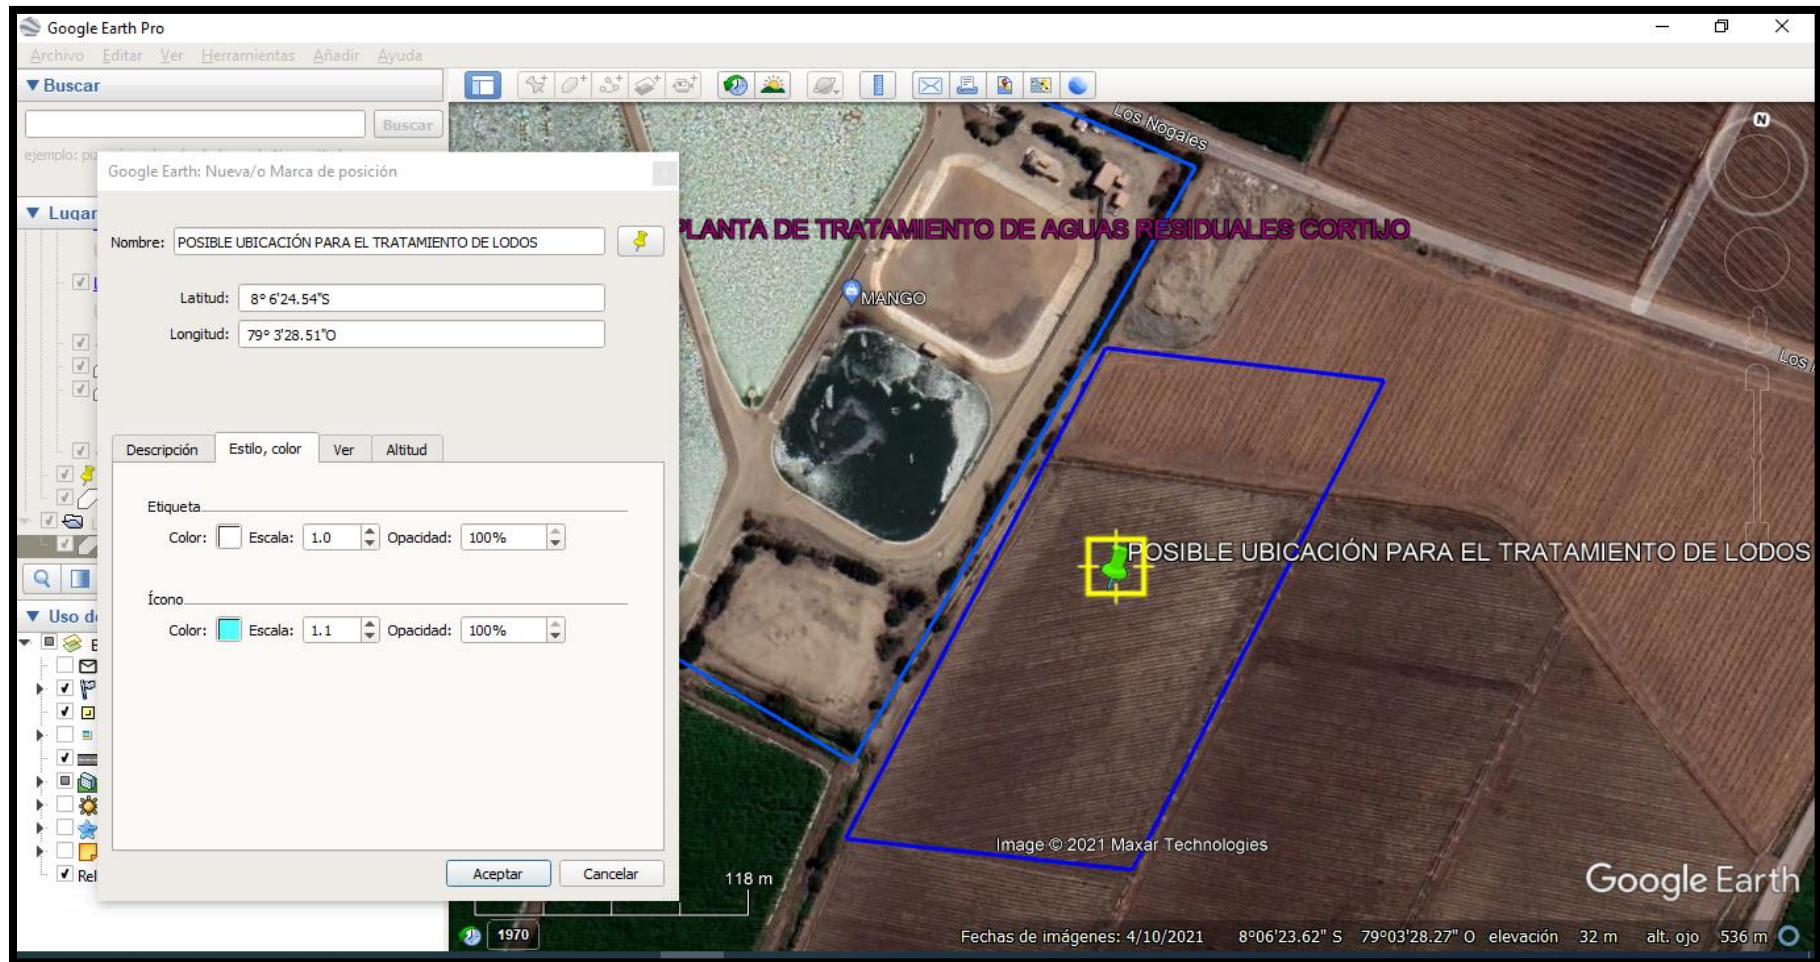 Google Earth Pro
Archivo Editar Ver Herramientas Añadir Ayuda
▼ Buscar
Buscar
ejemplo:
Google Earth: Nueva/o Marca de posición
▼ Lugar
Nombre: POSIBLE UBICACIÓN PARA EL TRATAMIENTO DE LODOS
Latitud: 8° 6'24.54"S
Longitud: 79° 3'28.51"O
Descripción Estilo, color Ver Altitud
Etiqueta
Color: Escala: 1.0 Opacidad: 100%
Ícono
Color: Escala: 1.1 Opacidad: 100%
Aceptar Cancelar
▼ Uso de
Rel
Los Nogales
N
PLANTA DE TRATAMIENTO DE AGUAS RESIDUALES CORTIJO
MANGO
Los
POSIBLE UBICACIÓN PARA EL TRATAMIENTO DE LODOS
Image © 2021 Maxar Technologies
118 m
Google Earth
1970
Fechas de imágenes: 4/10/2021 8°06'23.62" S 79°03'28.27" O elevación 32 m alt. ojo 536 m